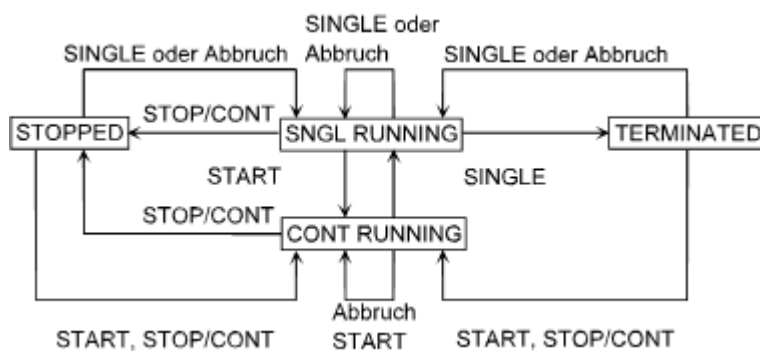 SINGLE oder
Abbruch
SINGLE oder Abbruch
SINGLE oder Abbruch
STOP/CONT
STOPPED
SNGL RUNNING
TERMINATED
START
SINGLE
STOP/CONT
CONT RUNNING
Abbruch
START, STOP/CONT
START
START, STOP/CONT